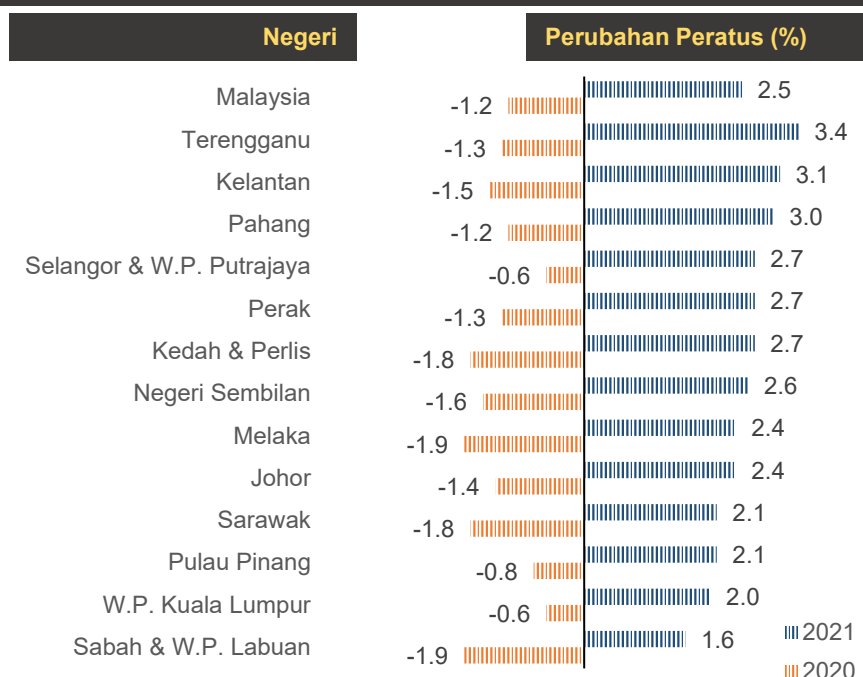 Negeri
Perubahan Peratus (%)
Malaysia -1.2 2.5
Terengganu -1.3 3.4
Kelantan -1.5 3.1
Pahang -1.2 3.0
Selangor & W.P. Putrajaya -0.6 2.7
Perak -1.3 2.7
Kedah & Perlis -1.8 2.7
Negeri Sembilan -1.6 2.6
Melaka -1.9 2.4
Johor -1.4 2.4
Sarawak -1.8 2.1
Pulau Pinang -0.8 2.1
W.P. Kuala Lumpur -0.6 2.0
Sabah & W.P. Labuan -1.9 1.6
2021
2020